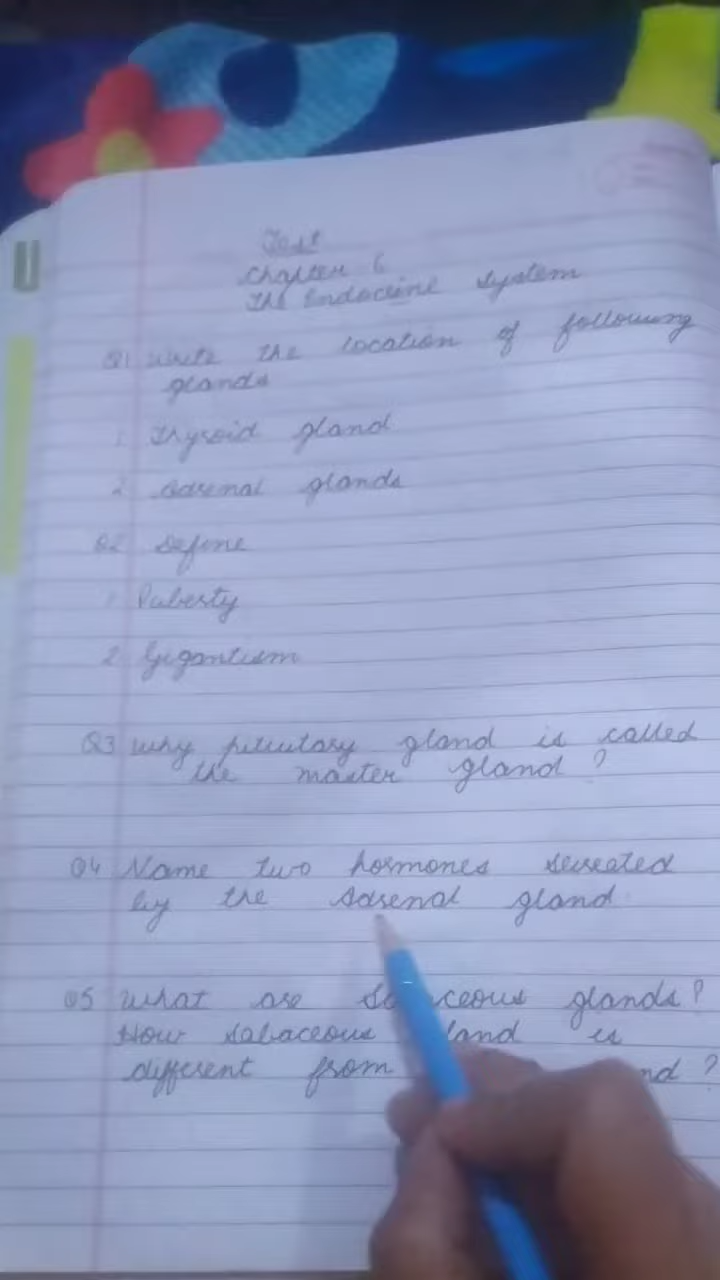 Test
Chapter 6
The Endocrine System
Q1 Write the location of following
glands
1 Thyroid gland
2 Adrenal glands
Q2 Define
1 Puberty
2 Gigantism
Q3 Why pituitary gland is called
the master gland?
Q4 Name two hormones secreted
by the Adrenal gland
Q5 What are glands?
How sabaceous is
different from ?